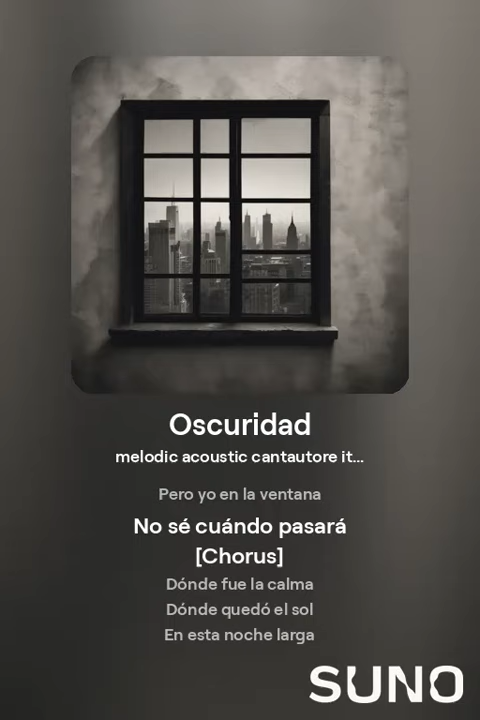 Oscuridad
melodic acoustic cantautore it...
Pero yo en la ventana
No sé cuándo pasará
[Chorus]
Dónde fue la calma
Dónde quedó el sol
En esta noche larga
SUNO